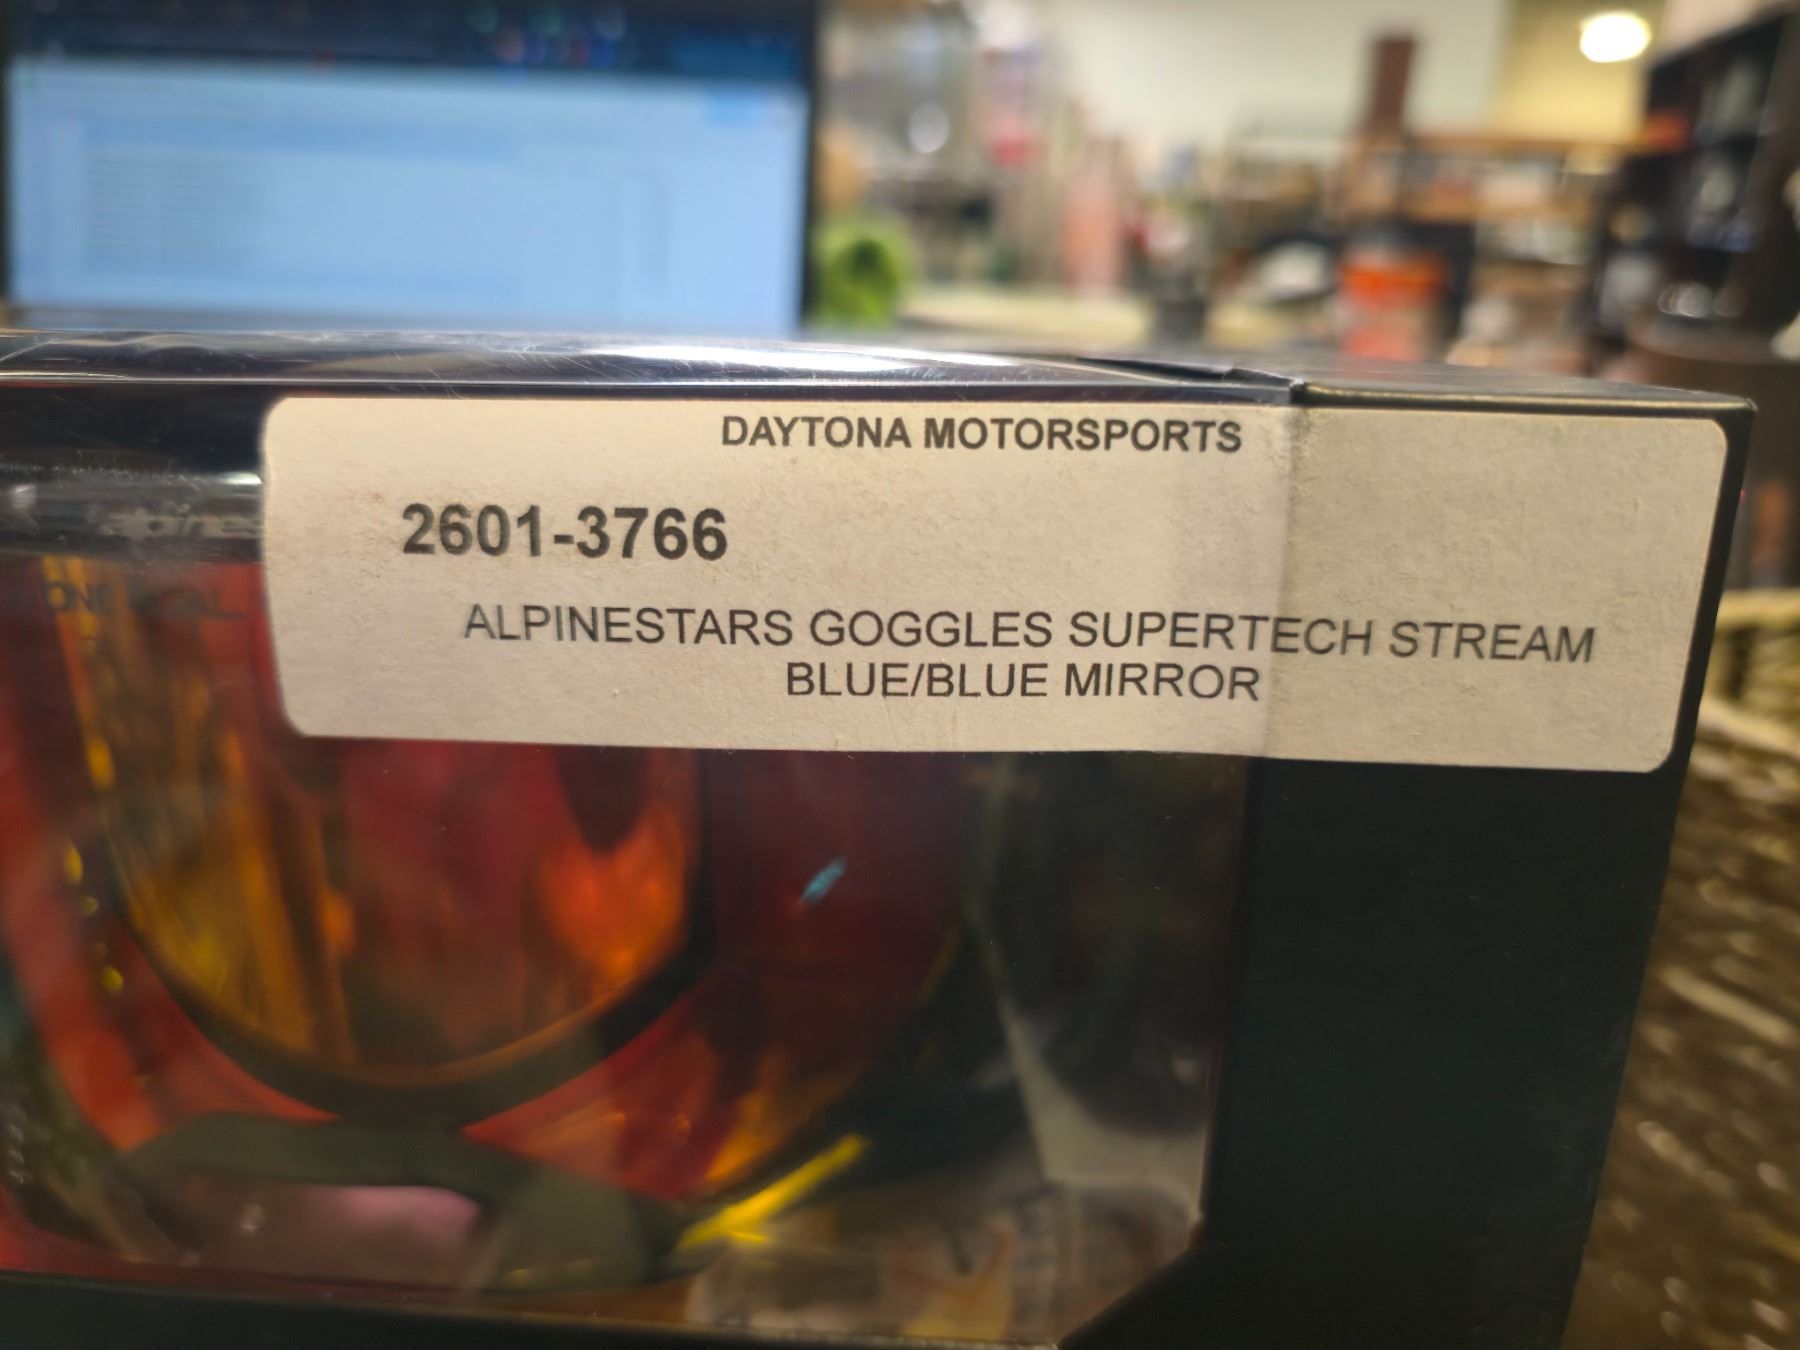 DAYTONA MOTORSPORTS
2601-3766
ALPINESTARS GOGGLES SUPERTECH STREAM
BLUE/BLUE MIRROR